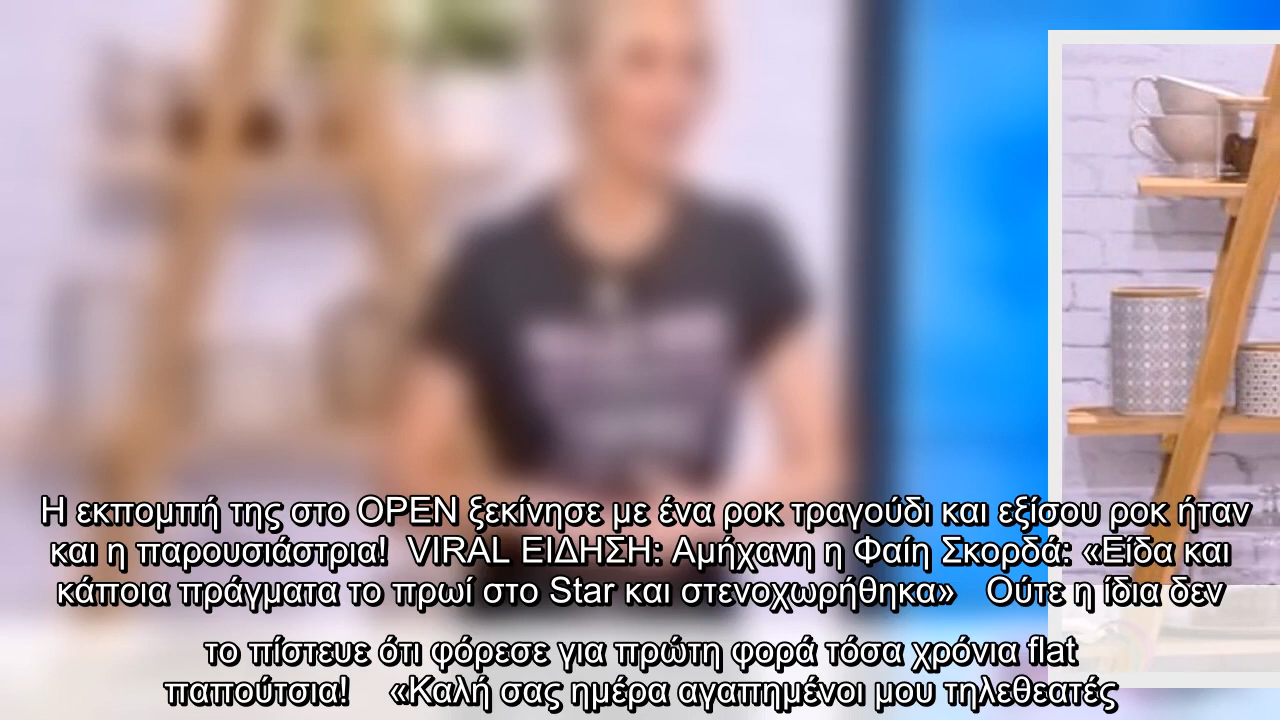 Η εκπομπή της στο OPEN ξεκίνησε με ένα ροκ τραγούδι και εξίσου ροκ ήταν
και η παρουσιάστρια! VIRAL ΕΙΔΗΣΗ: Αμήχανη η Φαίη Σκορδά: «Είδα και
κάποια πράγματα το πρωί στο Star και στενοχωρήθηκα» Ούτε η ίδια δεν
το πίστευε ότι φόρεσε για πρώτη φορά τόσα χρόνια flat
παπούτσια! «Καλή σας ημέρα αγαπημένοι μου τηλεθεατές